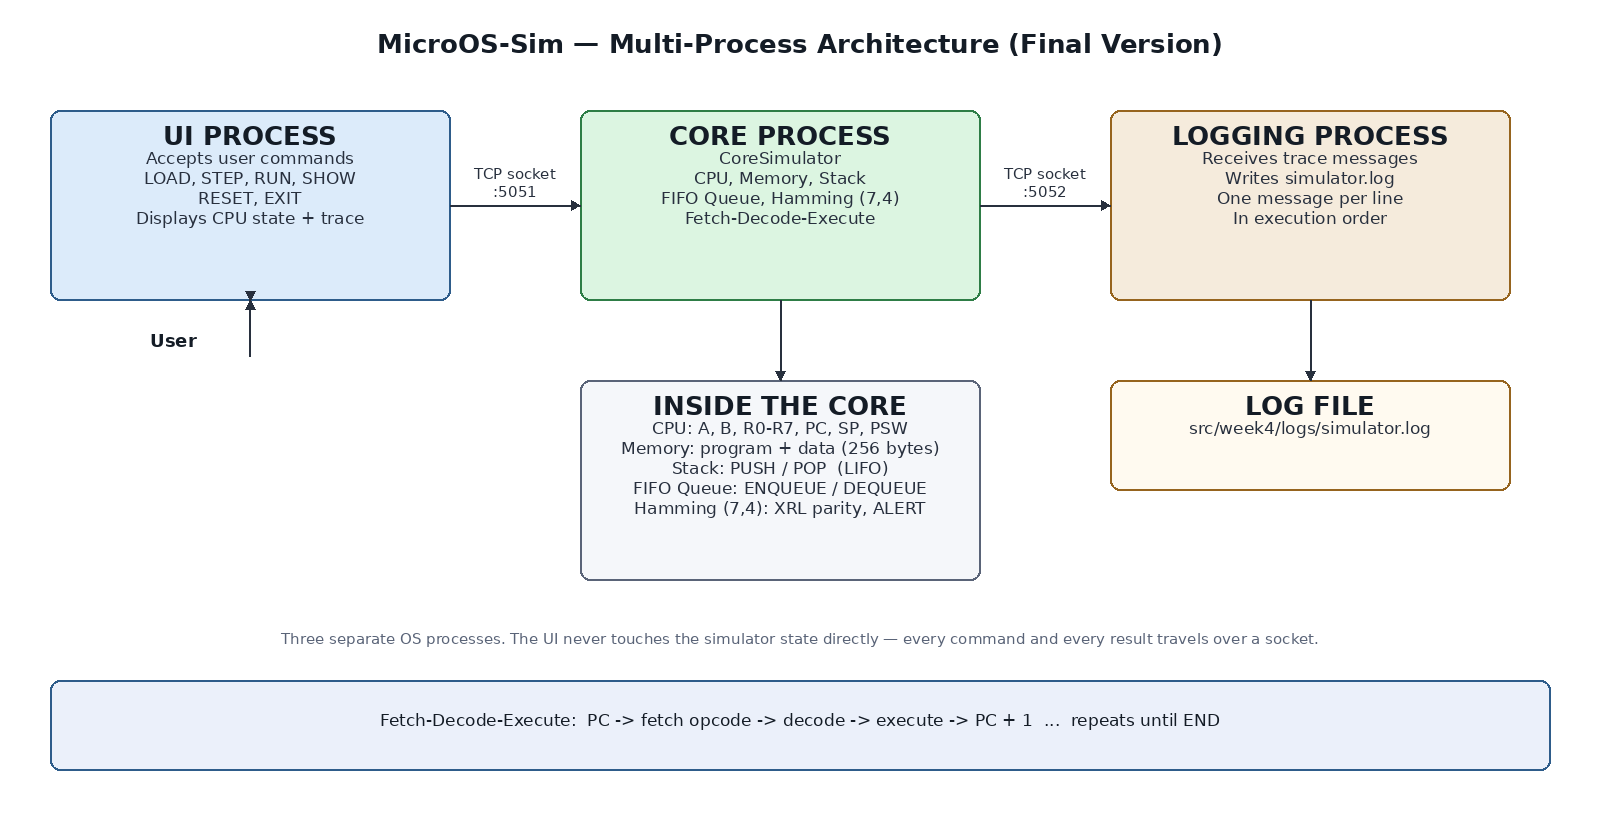 MicroOS-Sim — Multi-Process Architecture (Final Version)
UI PROCESS
Accepts user commands
LOAD, STEP, RUN, SHOW
RESET, EXIT
Displays CPU state + trace
TCP socket
:5051
CORE PROCESS
CoreSimulator
CPU, Memory, Stack
FIFO Queue, Hamming (7,4)
Fetch-Decode-Execute
TCP socket
:5052
LOGGING PROCESS
Receives trace messages
Writes simulator.log
One message per line
In execution order
User
INSIDE THE CORE
CPU: A, B, R0-R7, PC, SP, PSW
Memory: program + data (256 bytes)
Stack: PUSH / POP  (LIFO)
FIFO Queue: ENQUEUE / DEQUEUE
Hamming (7,4): XRL parity, ALERT
LOG FILE
src/week4/logs/simulator.log
Three separate OS processes. The UI never touches the simulator state directly — every command and every result travels over a socket.
Fetch-Decode-Execute:  PC -> fetch opcode -> decode -> execute -> PC + 1  ...  repeats until END